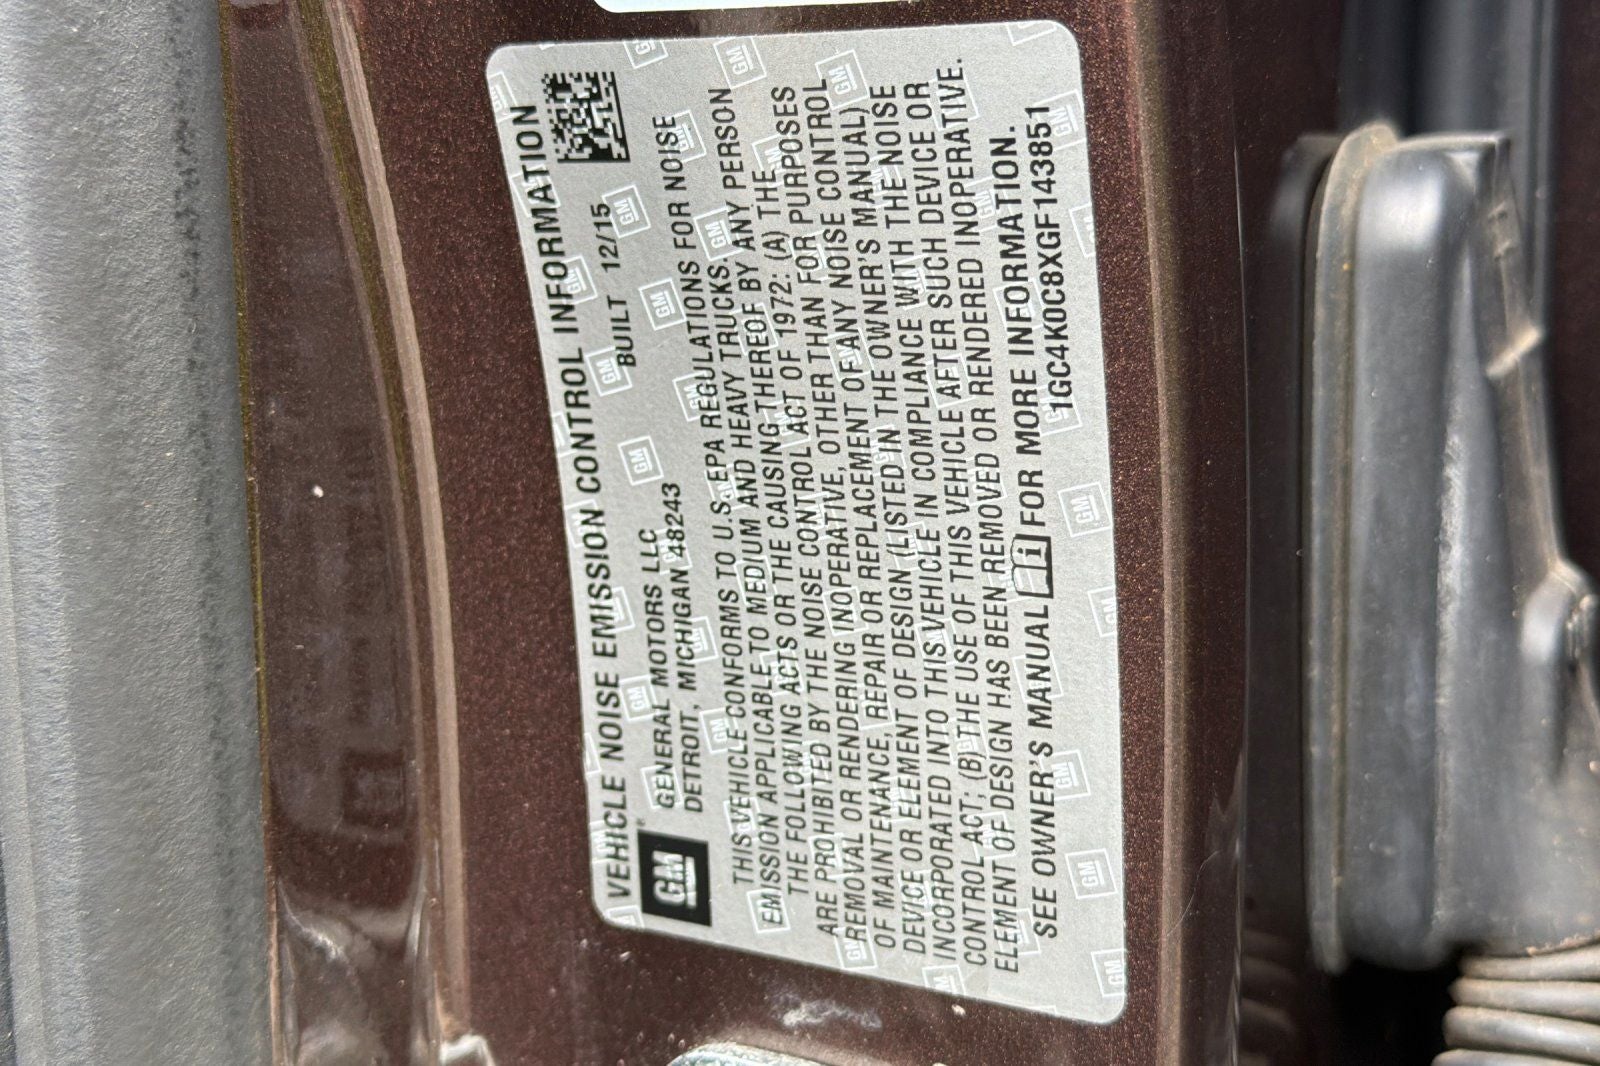 VEHICLE NOISE EMISSION CONTROL INFORMATION
GM
GENERAL MOTORS LLC BUILT 12/15
DETROIT, MICHIGAN 48243
THIS VEHICLE CONFORMS TO U.S. EPA REGULATIONS FOR NOISE
EMISSION APPLICABLE TO MEDIUM AND HEAVY TRUCKS.
THE FOLLOWING ACTS OR THE CAUSING THEREOF BY ANY PERSON
ARE PROHIBITED BY THE NOISE CONTROL ACT OF 1972: (A) THE
REMOVAL OR RENDERING INOPERATIVE, OTHER THAN FOR PURPOSES
OF MAINTENANCE, REPAIR OR REPLACEMENT OF ANY NOISE CONTROL
DEVICE OR ELEMENT OF DESIGN (LISTED IN THE OWNER'S MANUAL)
INCORPORATED INTO THIS VEHICLE IN COMPLIANCE WITH THE NOISE
CONTROL ACT; (B) THE USE OF THIS VEHICLE AFTER SUCH DEVICE OR
ELEMENT OF DESIGN HAS BEEN REMOVED OR RENDERED INOPERATIVE.
SEE OWNER'S MANUAL i FOR MORE INFORMATION.
1GC4K0C8XGF143851